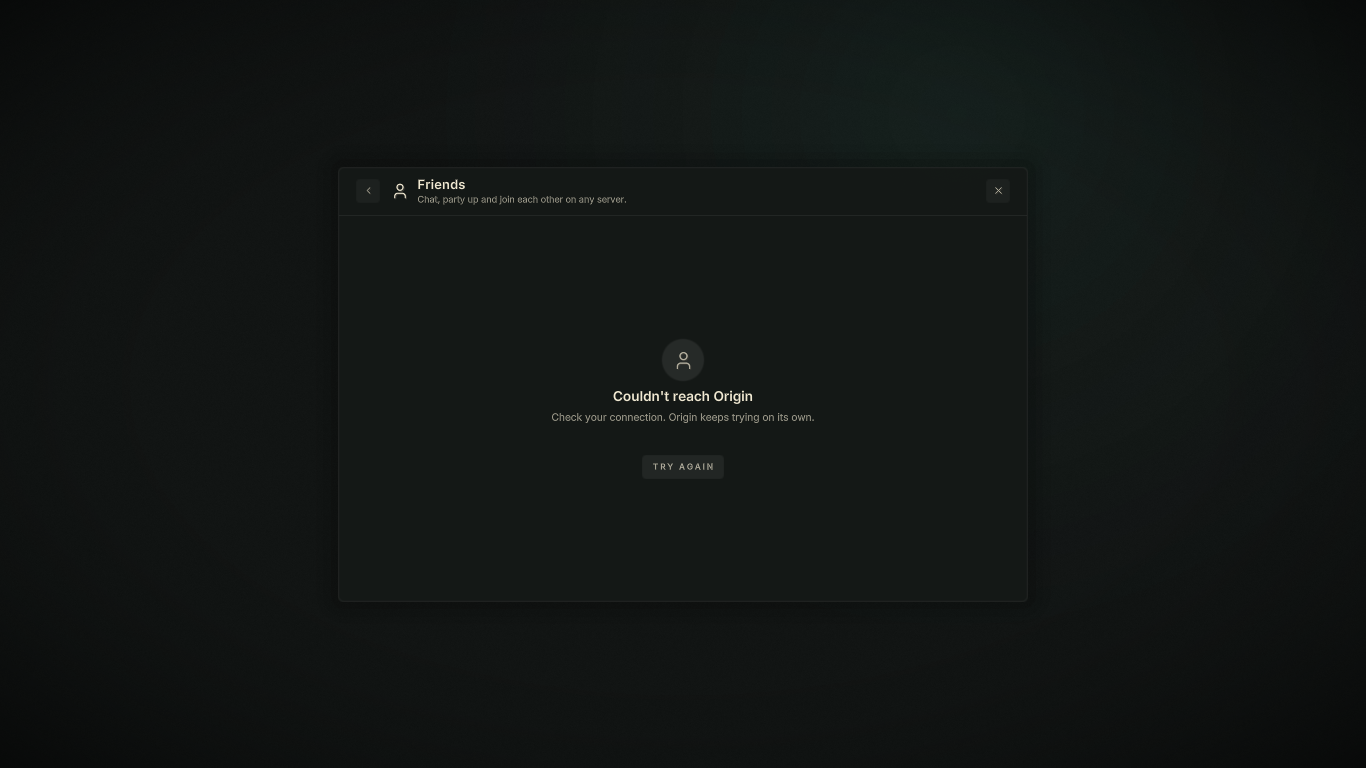 Friends
Chat, party up and join each other on any server.
Couldn't reach Origin
Check your connection. Origin keeps trying on its own.
TRY AGAIN